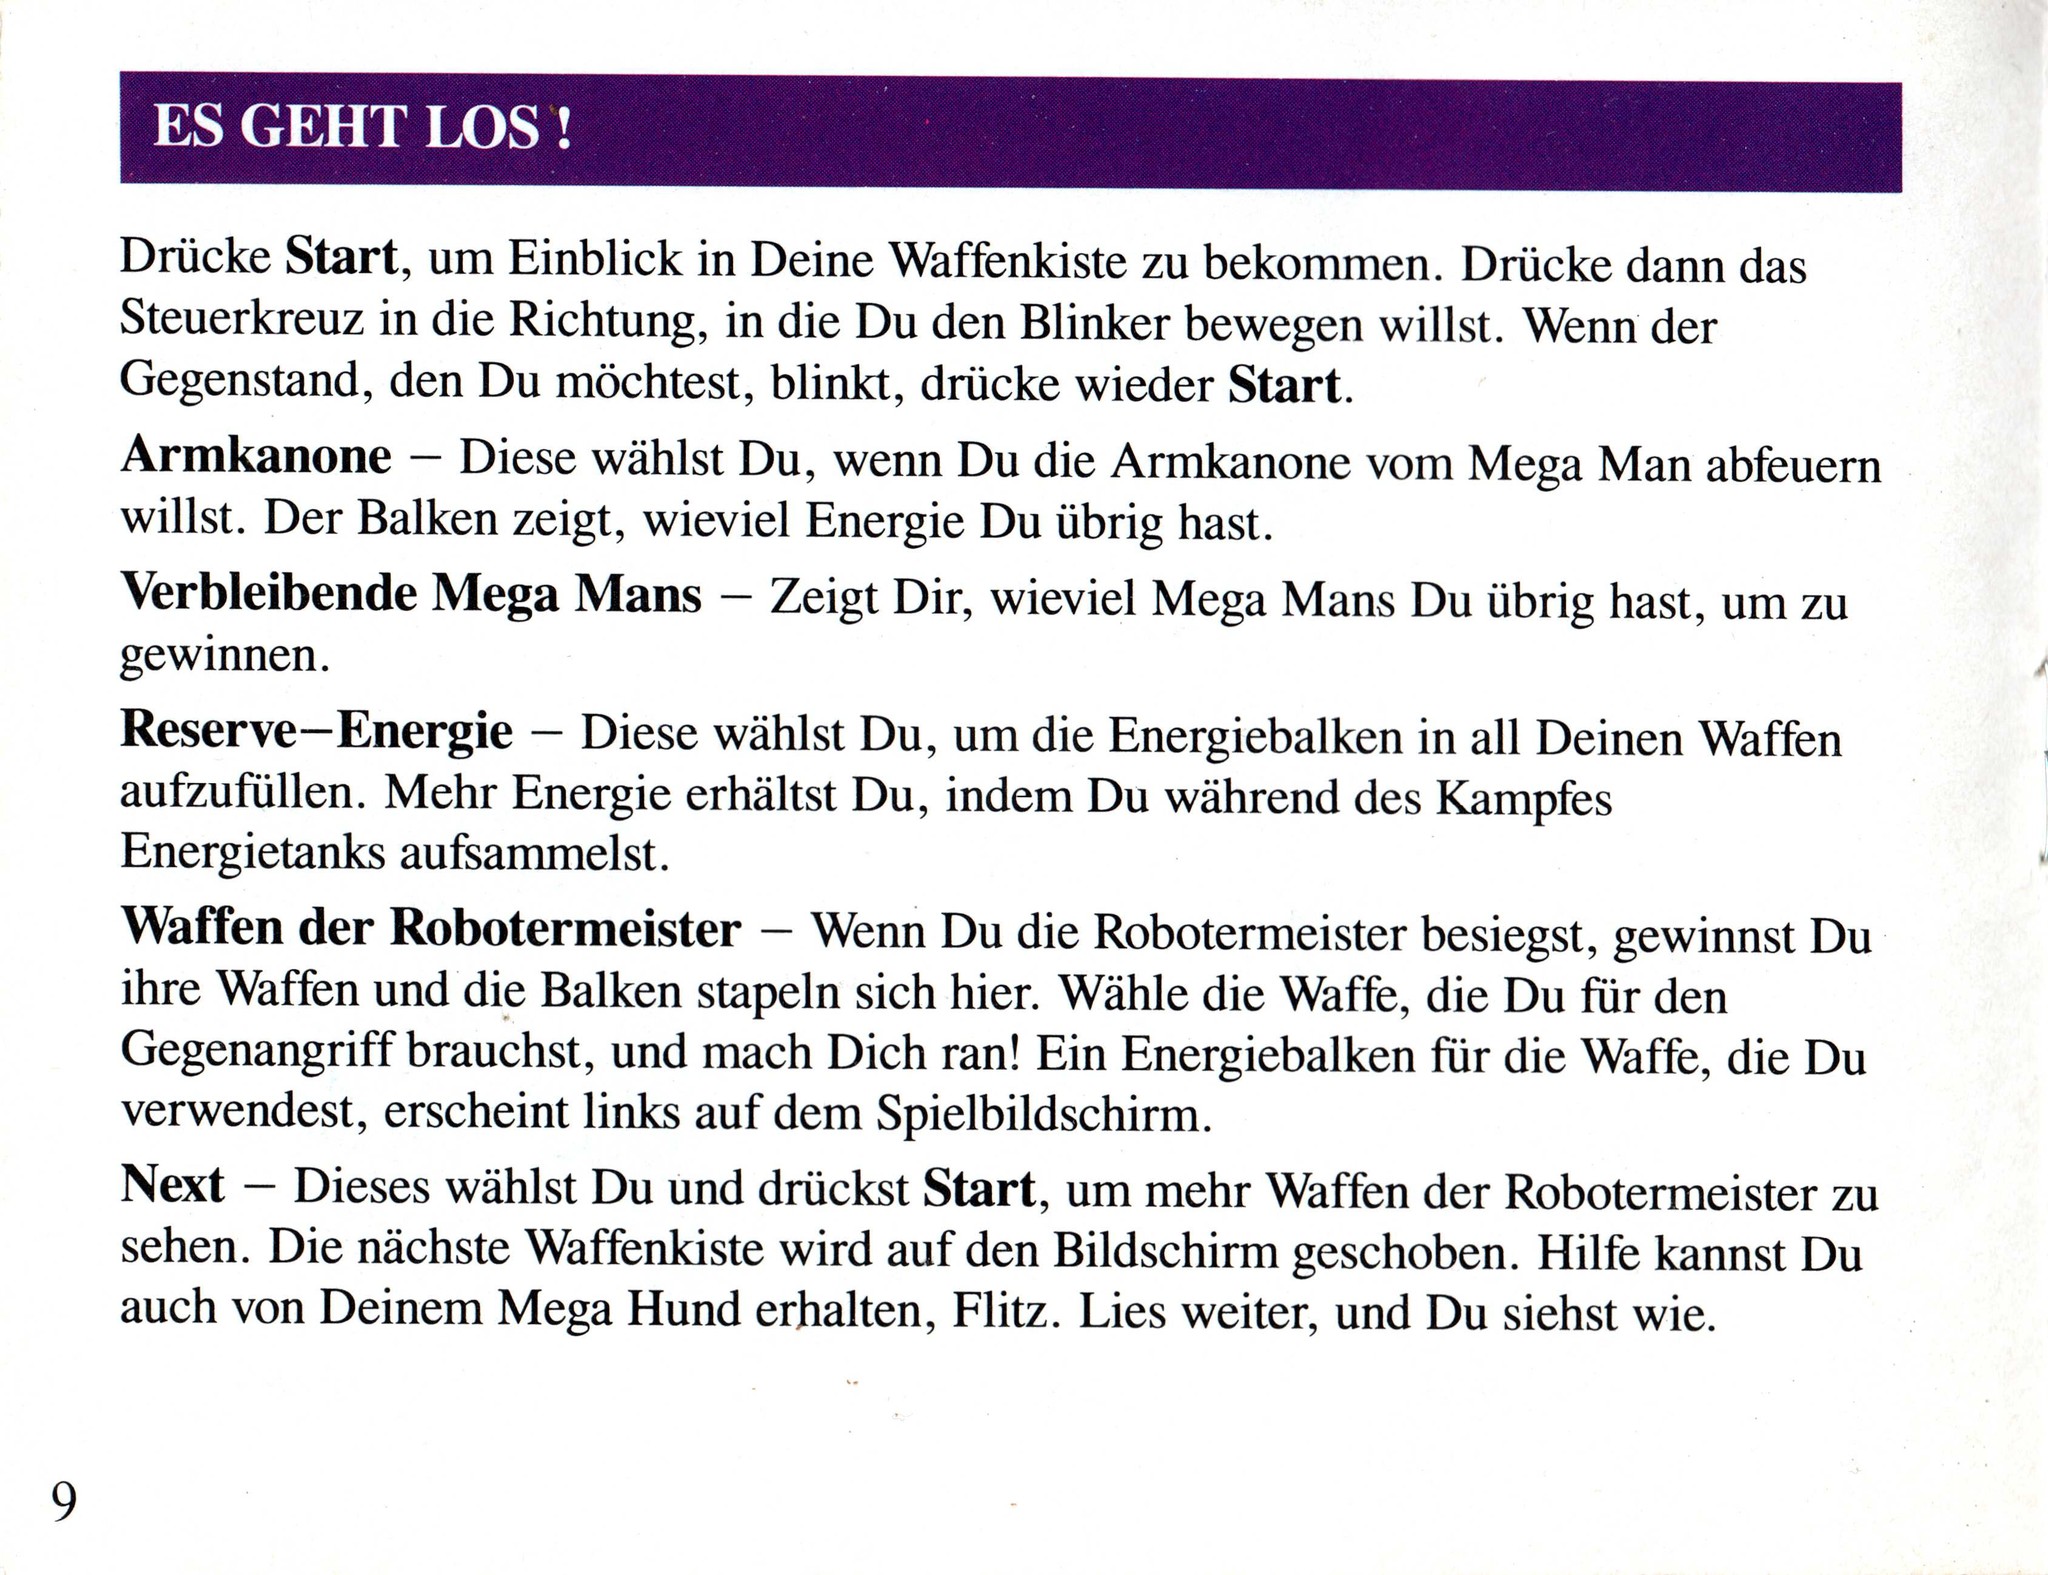 ES GEHT LOS !
Drücke Start, um Einblick in Deine Waffenkiste zu bekommen. Drücke dann das
Steuerkreuz in die Richtung, in die Du den Blinker bewegen willst. Wenn der
Gegenstand, den Du möchtest, blinkt, drücke wieder Start.
Armkanone – Diese wählst Du, wenn Du die Armkanone vom Mega Man abfeuern
willst. Der Balken zeigt, wieviel Energie Du übrig hast.
Verbleibende Mega Mans – Zeigt Dir, wieviel Mega Mans Du übrig hast, um zu
gewinnen.
Reserve–Energie – Diese wählst Du, um die Energiebalken in all Deinen Waffen
aufzufüllen. Mehr Energie erhältst Du, indem Du während des Kampfes
Energietanks aufsammelst.
Waffen der Robotermeister – Wenn Du die Robotermeister besiegst, gewinnst Du
ihre Waffen und die Balken stapeln sich hier. Wähle die Waffe, die Du für den
Gegenangriff brauchst, und mach Dich ran! Ein Energiebalken für die Waffe, die Du
verwendest, erscheint links auf dem Spielbildschirm.
Next – Dieses wählst Du und drückst Start, um mehr Waffen der Robotermeister zu
sehen. Die nächste Waffenkiste wird auf den Bildschirm geschoben. Hilfe kannst Du
auch von Deinem Mega Hund erhalten, Flitz. Lies weiter, und Du siehst wie.
9